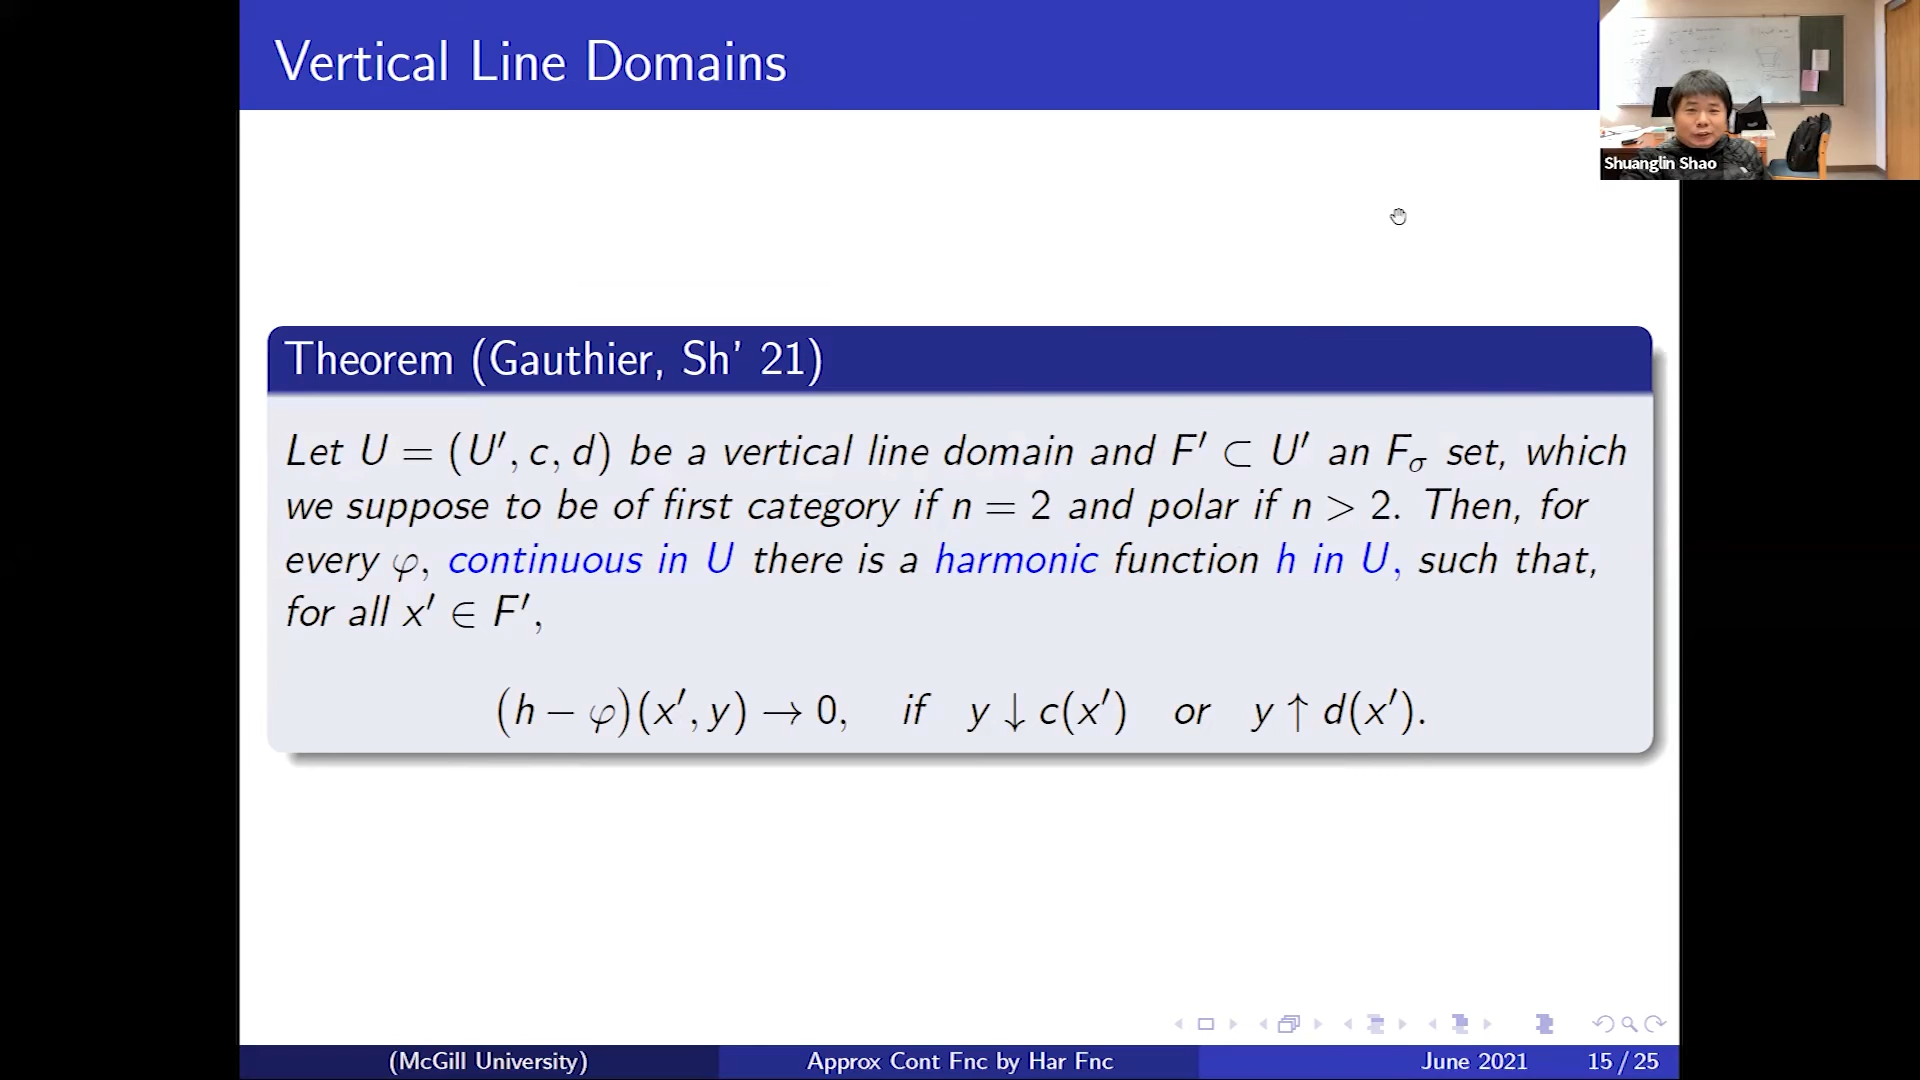 Vertical Line Domains
Shuanglin Shao
Theorem (Gauthier, Sh' 21)
Let U = (U′, c, d) be a vertical line domain and F′ ⊂ U′ an Fσ set, which
we suppose to be of first category if n = 2 and polar if n > 2. Then, for
every φ, continuous in U there is a harmonic function h in U, such that,
for all x′ ∈ F′,
(h − φ)(x′, y) → 0, if y ↓ c(x′) or y ↑ d(x′).
(McGill University) Approx Cont Fnc by Har Fnc June 2021 15 / 25